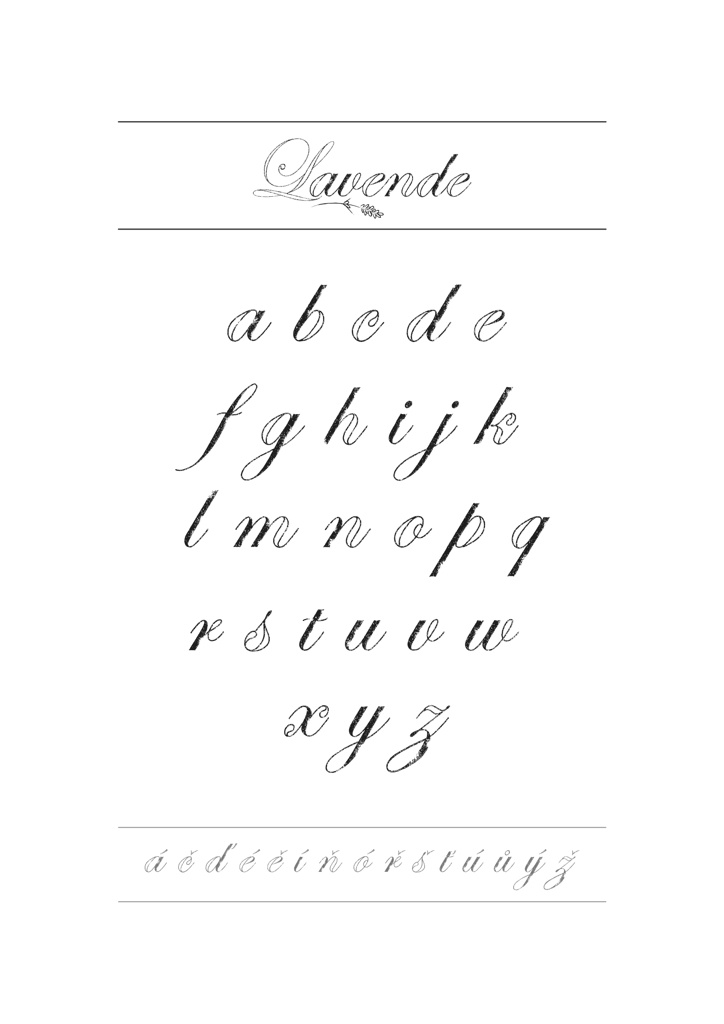 Lavende
a b c d e
f g h i j k
l m n o p q
r s t u v w
x y z
á č ď é ě í ň ó ř š ť ú ů ý ž